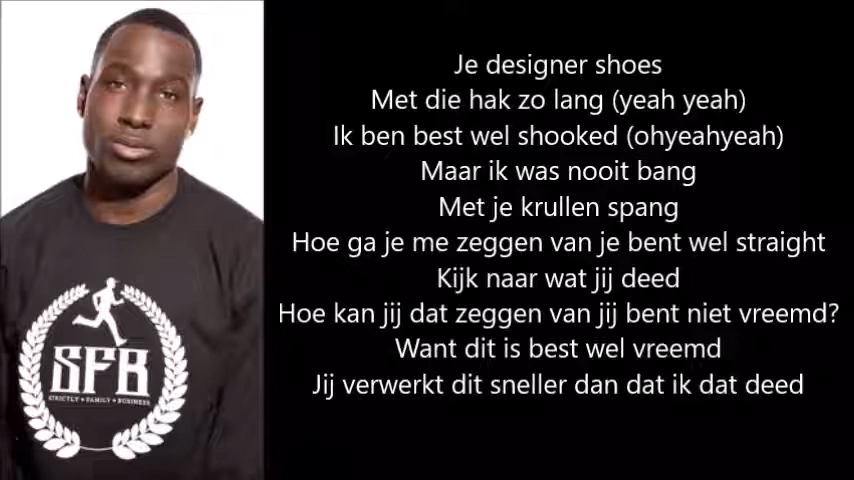 Je designer shoes
Met die hak zo lang (yeah yeah)
Ik ben best wel shooked (ohyeahyeah)
Maar ik was nooit bang
Met je krullen spang
Hoe ga je me zeggen van je bent wel straight
Kijk naar wat jij deed
Hoe kan jij dat zeggen van jij bent niet vreemd?
Want dit is best wel vreemd
Jij verwerkt dit sneller dan dat ik dat deed
SFB
STRICTLY • FAMILY • BUSINESS